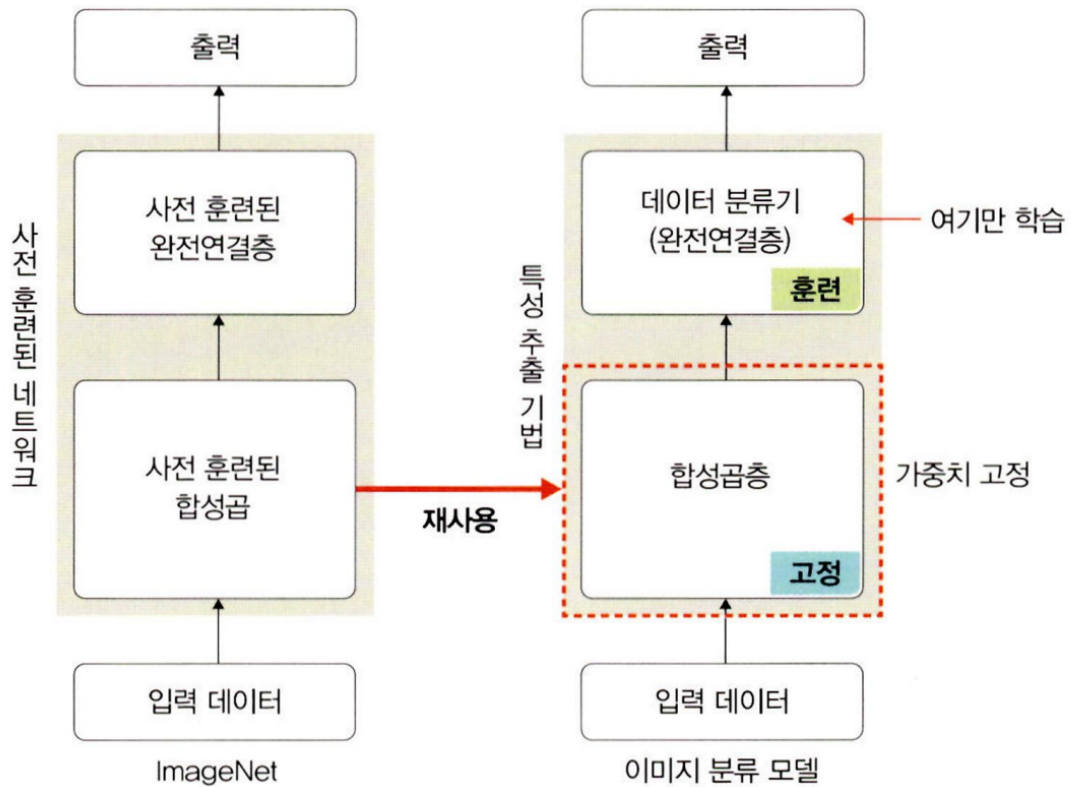 출력
사전 훈련된
완전연결층
사전 훈련된 네트워크
사전 훈련된
합성곱
입력 데이터
ImageNet
재사용
출력
데이터 분류기
(완전연결층)
훈련
여기만 학습
특성 추출 기법
합성곱층
고정
가중치 고정
입력 데이터
이미지 분류 모델